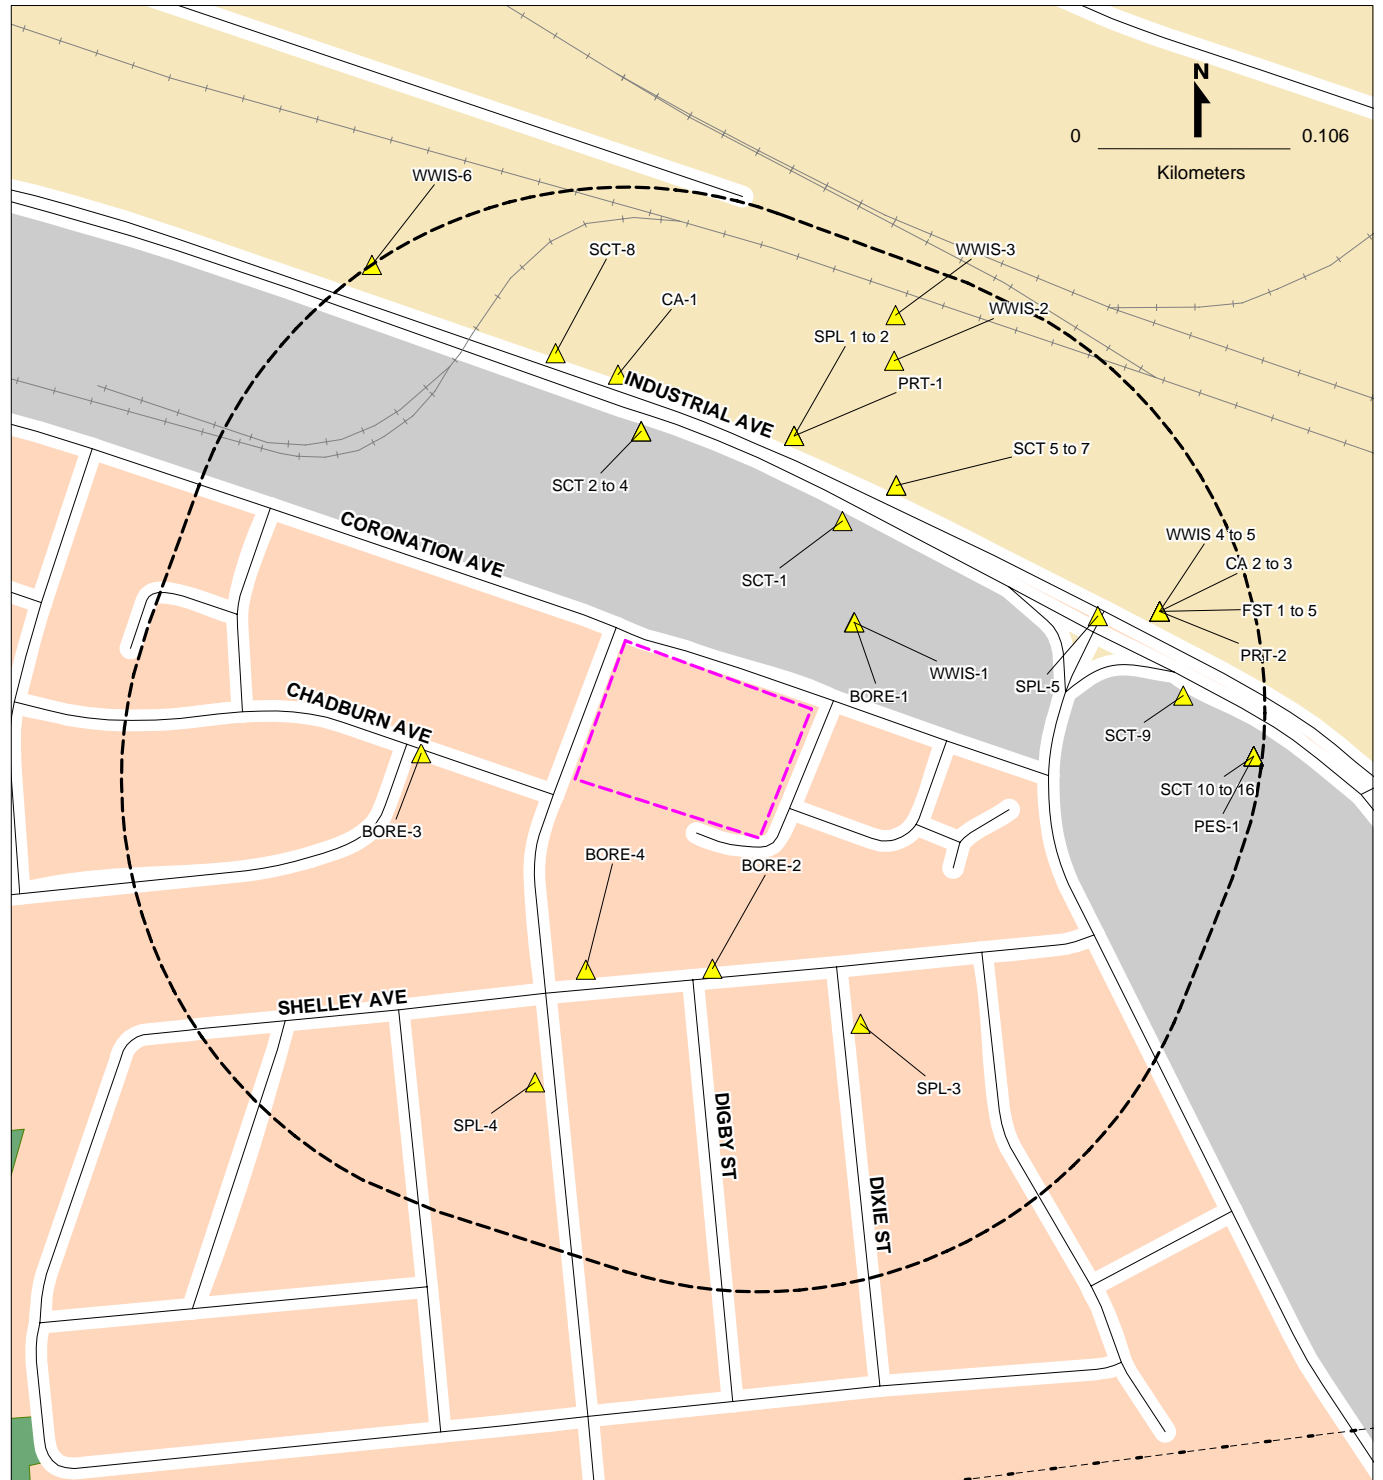 N
0
0.106
Kilometers
WWIS-6
SCT-8
WWIS-3
CA-1
WWIS-2
SPL 1 to 2
PRT-1
INDUSTRIAL AVE
SCT 5 to 7
SCT 2 to 4
CORONATION AVE
WWIS 4 to 5
SCT-1
CA 2 to 3
FST 1 to 5
PRT-2
WWIS-1
SPL-5
BORE-1
CHADBURN AVE
SCT-9
SCT 10 to 16
PES-1
BORE-3
BORE-4
BORE-2
SHELLEY AVE
SPL-3
SPL-4
DIGBY ST
DIXIE ST